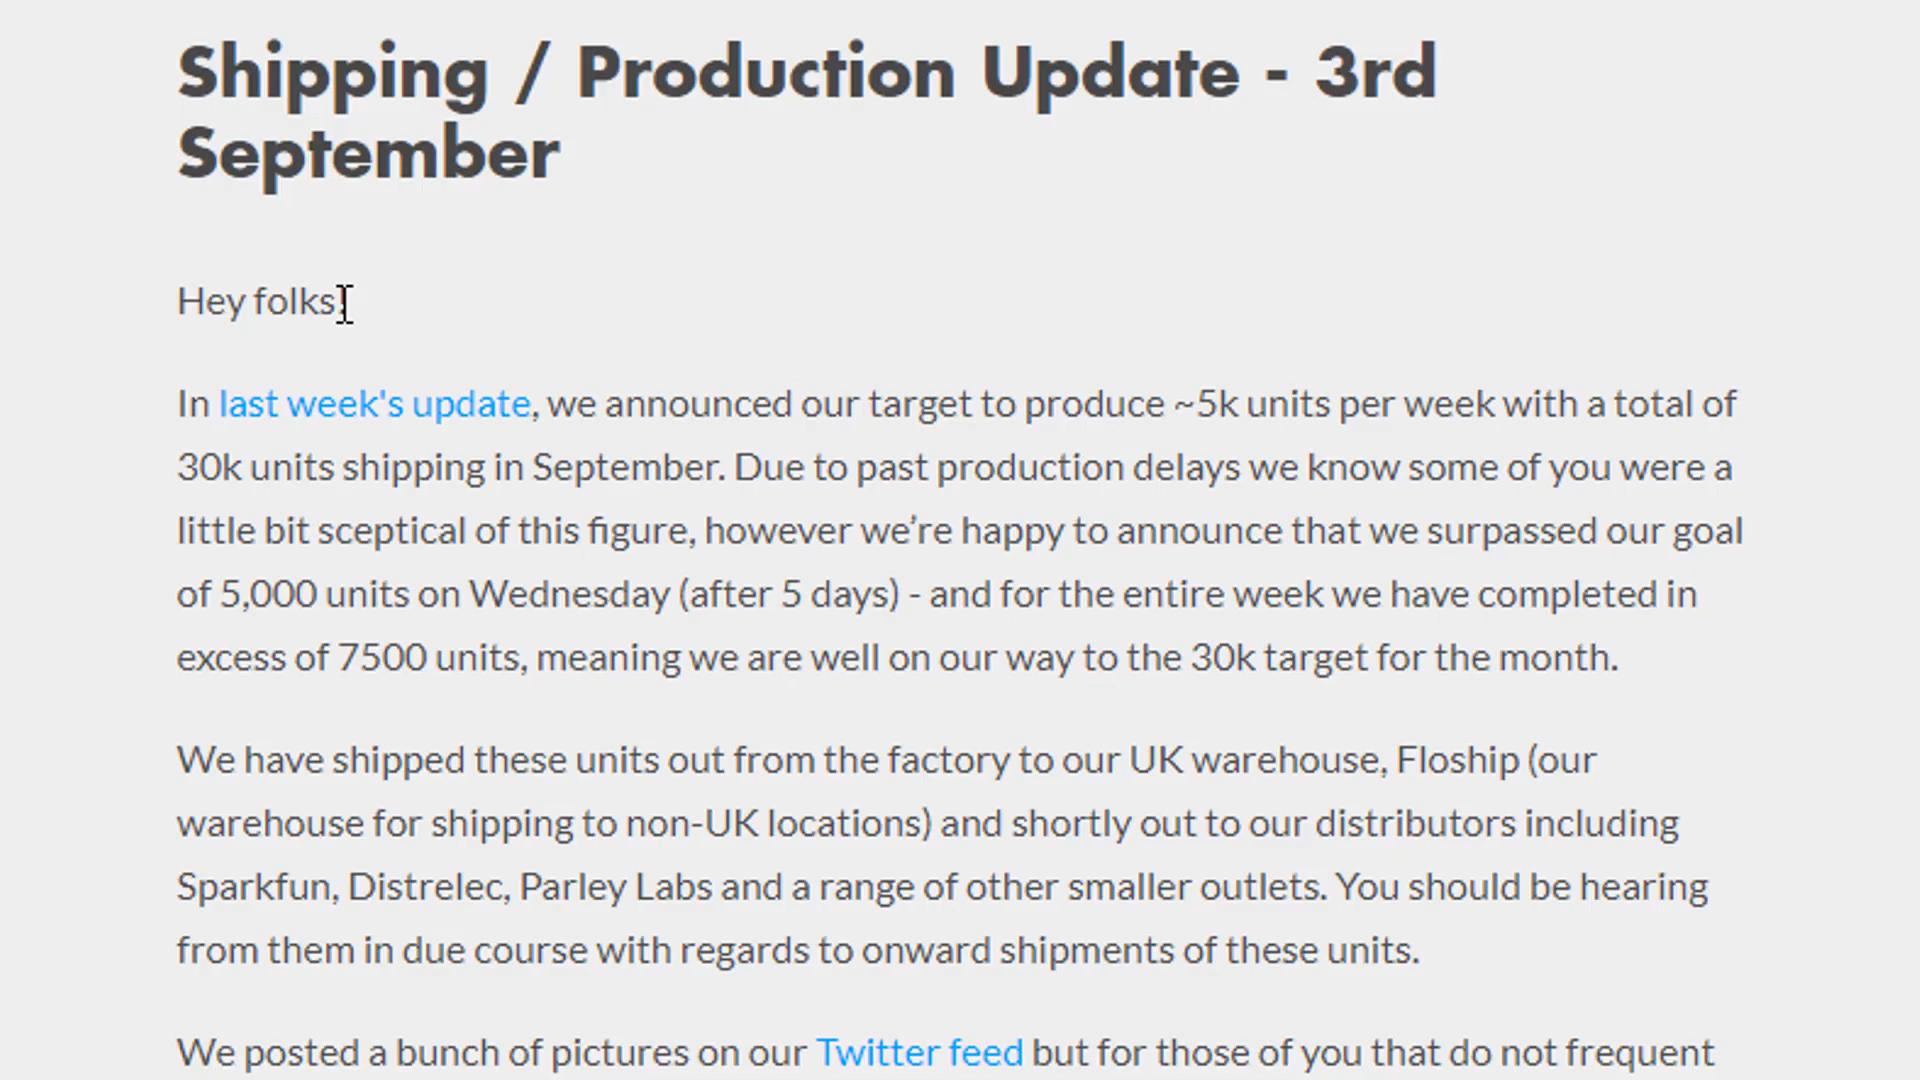 Shipping / Production Update - 3rd
September
Hey folks!
In last week's update, we announced our target to produce ~5k units per week with a total of
30k units shipping in September. Due to past production delays we know some of you were a
little bit sceptical of this figure, however we’re happy to announce that we surpassed our goal
of 5,000 units on Wednesday (after 5 days) - and for the entire week we have completed in
excess of 7500 units, meaning we are well on our way to the 30k target for the month.
We have shipped these units out from the factory to our UK warehouse, Floship (our
warehouse for shipping to non-UK locations) and shortly out to our distributors including
Sparkfun, Distrelec, Parley Labs and a range of other smaller outlets. You should be hearing
from them in due course with regards to onward shipments of these units.
We posted a bunch of pictures on our Twitter feed but for those of you that do not frequent